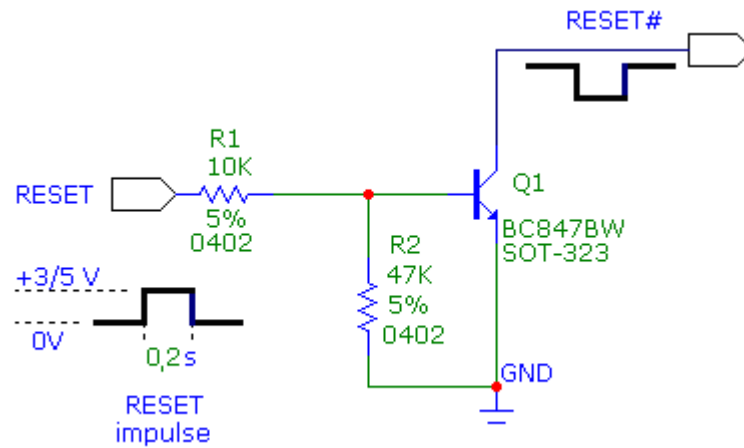 RESET#
R1
10K
RESET
5%
0402
Q1
BC847BW
SOT-323
R2
47K
5%
0402
+3/5 V
0V
0,2s
GND
RESET
impulse